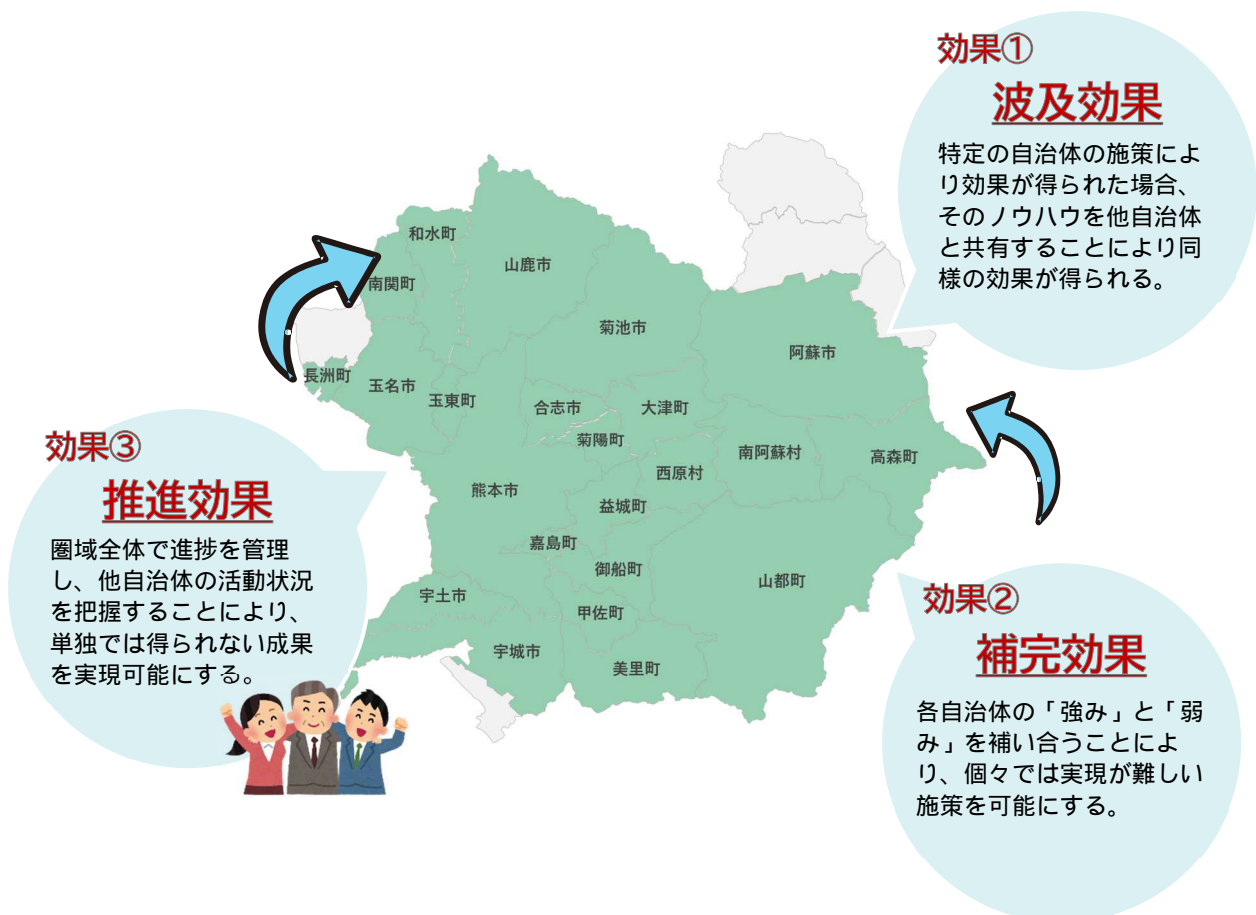 効果①
波及効果
特定の自治体の施策によ
り効果が得られた場合、
そのノウハウを他自治体
と共有することにより同
様の効果が得られる。
和水町
山鹿市
南関町
菊池市
阿蘇市
長洲町
玉名市
玉東町
合志市
大津町
菊陽町
南阿蘇村
高森町
西原村
熊本市
益城町
嘉島町
御船町
山都町
宇土市
甲佐町
宇城市
美里町
効果③
推進効果
圏域全体で進捗を管理
し、他自治体の活動状況
を把握することにより、
単独では得られない成果
を実現可能にする。
効果②
補完効果
各自治体の「強み」と「弱
み」を補い合うことによ
り、個々では実現が難しい
施策を可能にする。